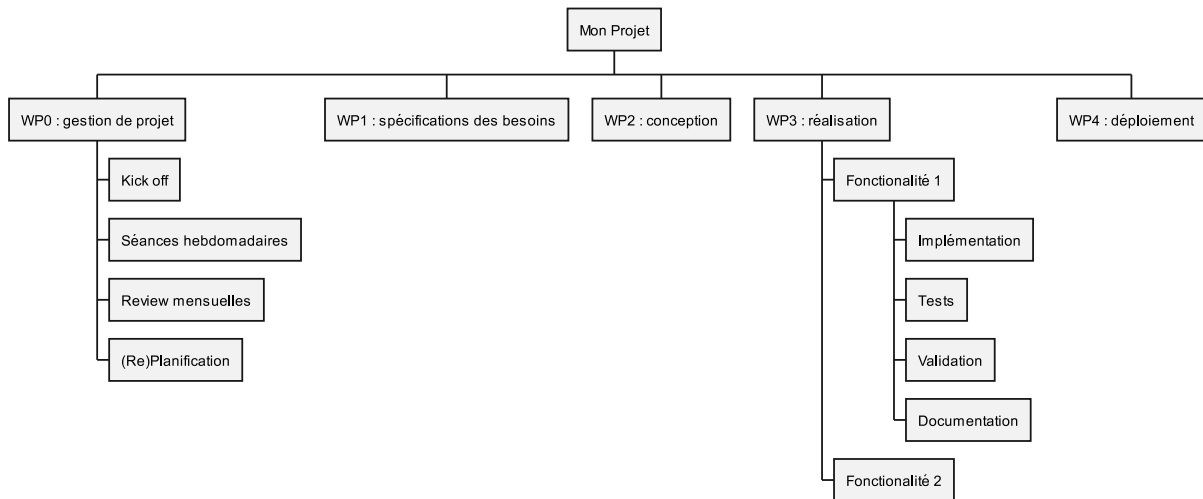 Mon Projet
WP0 : gestion de projet
WP1 : spécifications des besoins
WP2 : conception
WP3 : réalisation
WP4 : déploiement
Kick off
Séances hebdomadaires
Review mensuelles
(Re)Planification
Fonctionalité 1
Implémentation
Tests
Validation
Documentation
Fonctionalité 2